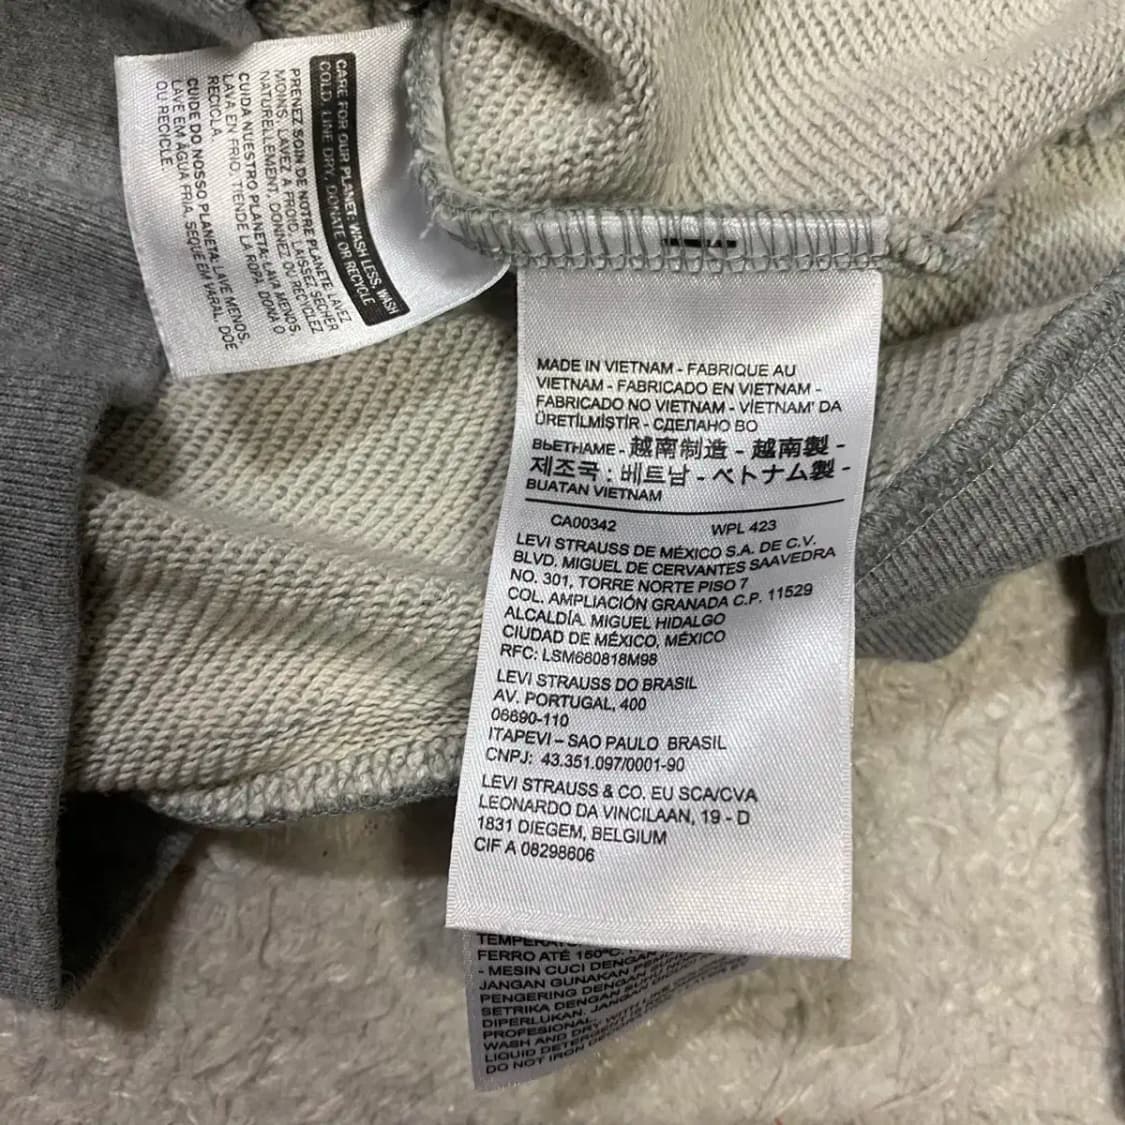 CARE FOR OUR PLANET: WASH LESS, WASH
COLD, LINE DRY, DONATE OR RECYCLE
PRENEZ SOIN DE NOTRE PLANETE LAVEZ
MOINS, LAVEZ A FROID, LAISSEZ SECHER
NATURELLEMENT, DONNEZ OU RECYCLEZ
CUIDA NUESTRO PLANETA: LAVA MENOS,
LAVA EN FRIO, TIENDE LA ROPA, DONA O
RECICLA.
CUIDE DO NOSSO PLANETA: LAVE MENOS,
LAVE EM ÁGUA FRIA, SEQUE EM VARAL, DOE
OU RECICLE.
MADE IN VIETNAM - FABRIQUE AU
VIETNAM - FABRICADO EN VIETNAM -
FABRICADO NO VIETNAM - VİETNAM' DA
ÜRETİLMİŞTİR - СДЕЛАНО ВО
ВЬЕТНАМЕ - 越南制造 - 越南製 -
제조국 : 베트남 - ベトナム製 -
BUATAN VIETNAM
CA00342 WPL 423
LEVI STRAUSS DE MÉXICO S.A. DE C.V.
BLVD. MIGUEL DE CERVANTES SAAVEDRA
NO. 301, TORRE NORTE PISO 7
COL. AMPLIACIÓN GRANADA C.P. 11529
ALCALDÍA. MIGUEL HIDALGO
CIUDAD DE MÉXICO, MÉXICO
RFC: LSM680818M98
LEVI STRAUSS DO BRASIL
AV. PORTUGAL, 400
06690-110
ITAPEVI – SAO PAULO BRASIL
CNPJ: 43.351.097/0001-90
LEVI STRAUSS & CO. EU SCA/CVA
LEONARDO DA VINCILAAN, 19 - D
1831 DIEGEM, BELGIUM
CIF A 08298606
FERRO ATÉ 150ºC.
- MESIN CUCI DENGAN
JANGAN GUNAKAN
PENGERING DENGAN
SETRIKA DENGAN SUHU
DIPERLUKAN. JANGAN
PROFESIONAL.
WASH AND DRY WITH LIKE
LIQUID DETERGENT IS
DO NOT IRON